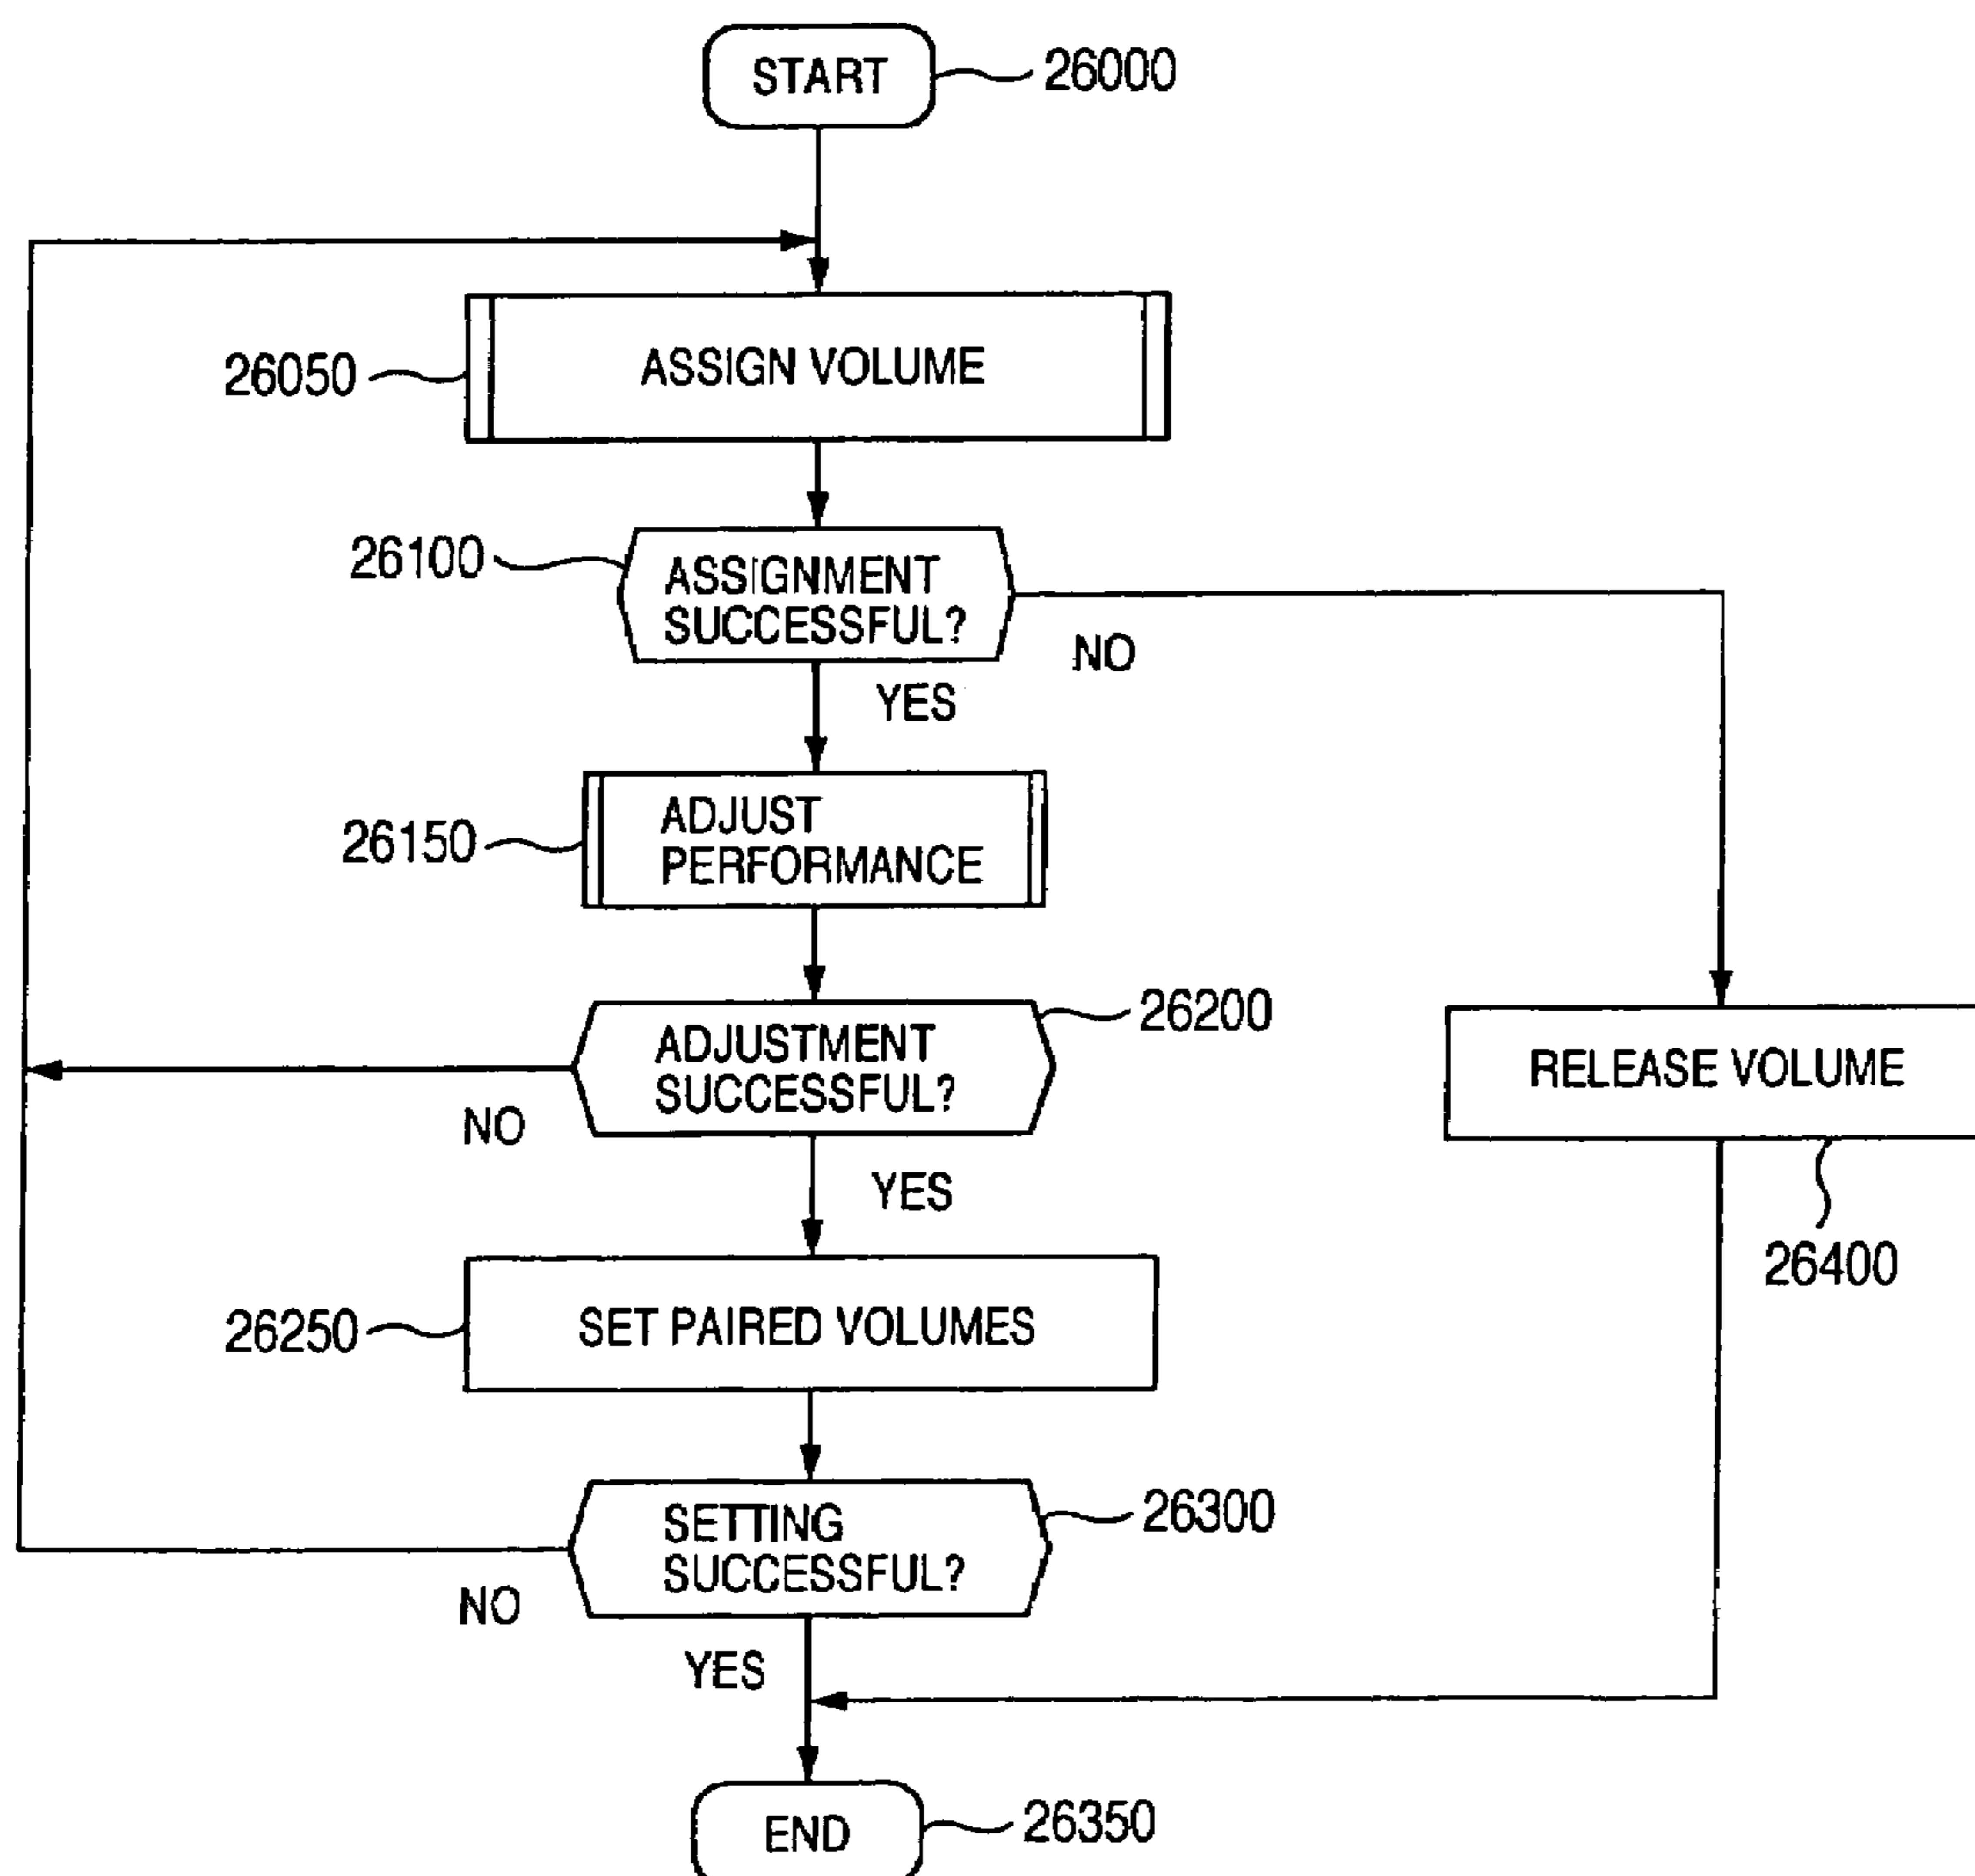 START
26000
26050
ASSIGN VOLUME
26100
ASSIGNMENT
SUCCESSFUL?
NO
YES
26150
ADJUST
PERFORMANCE
26200
ADJUSTMENT
SUCCESSFUL?
NO
YES
RELEASE VOLUME
26400
26250
SET PAIRED VOLUMES
26300
SETTING
SUCCESSFUL?
NO
YES
END
26350